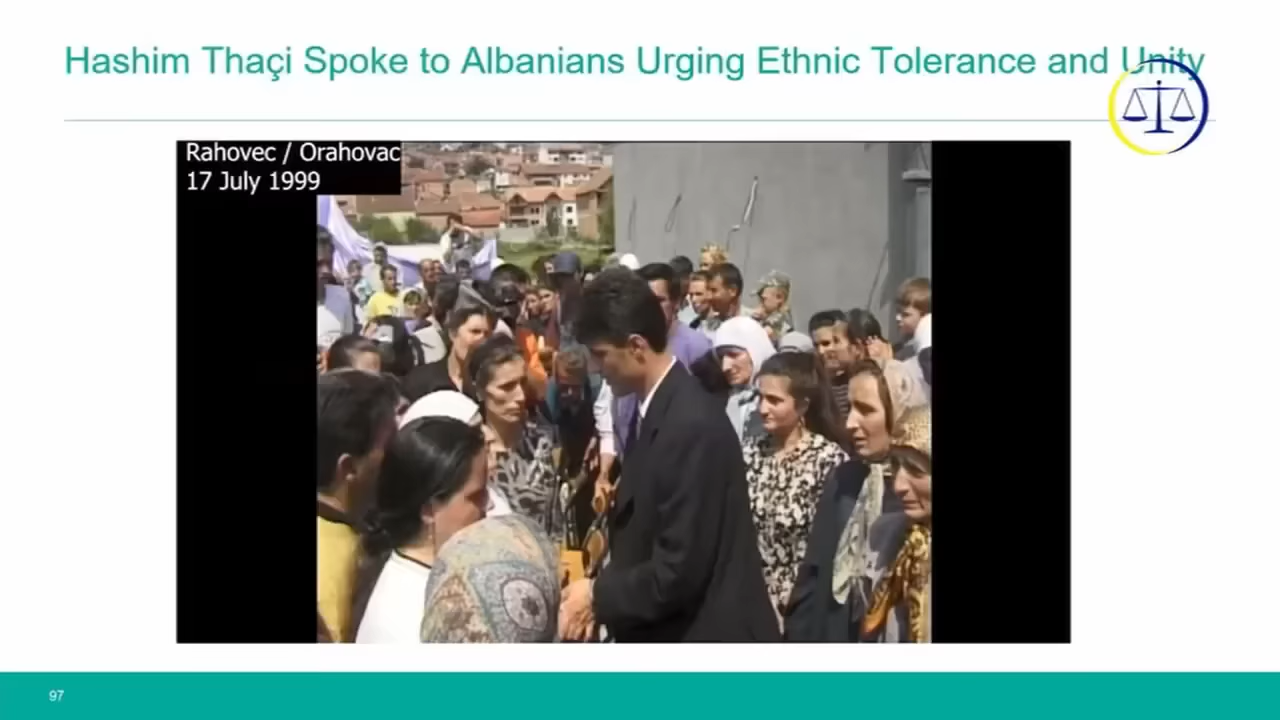 Hashim Thaçi Spoke to Albanians Urging Ethnic Tolerance and Unity
Rahovec / Orahovac
17 July 1999
97